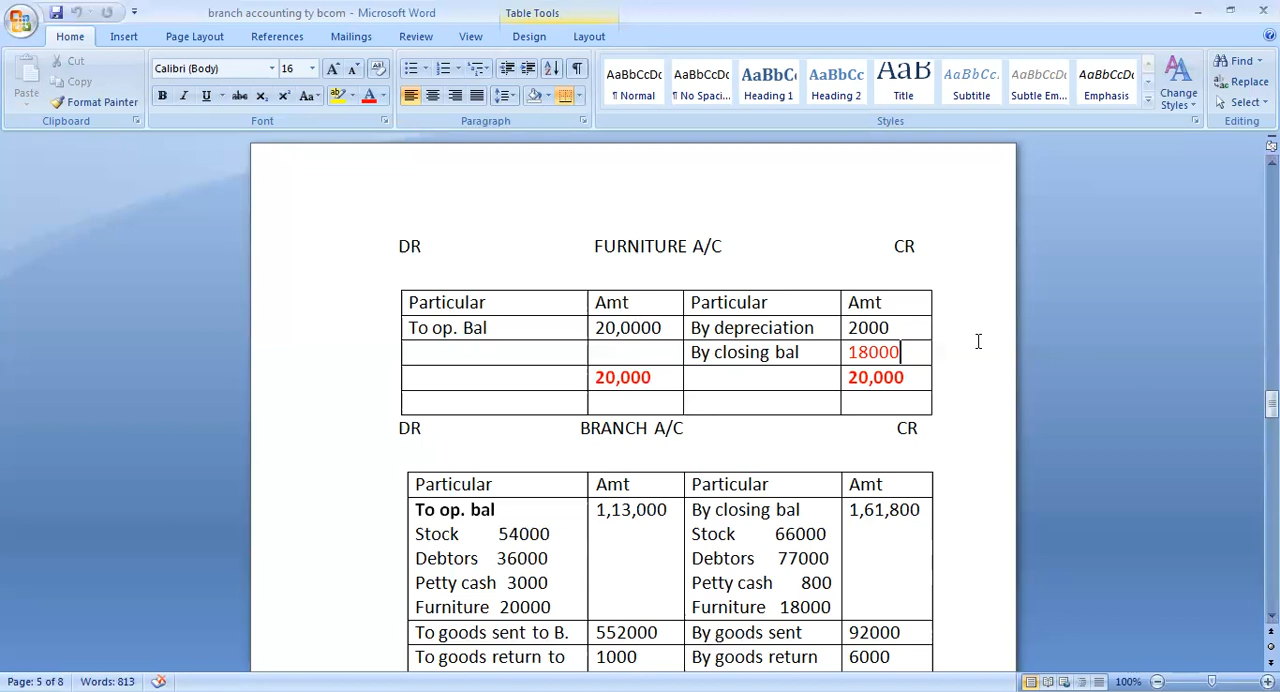 branch accounting ty bcom - Microsoft Word
Table Tools
Home Insert Page Layout References Mailings Review View Design Layout
Paste
Cut
Copy
Format Painter
Clipboard
Calibri (Body) 16
Font
Paragraph
AaBbCcDc AaBbCcDc AaBbCc AaBbCc AaB AaBbCc. AaBbCcDc AaBbCcDc
¶ Normal ¶ No Spaci... Heading 1 Heading 2 Title Subtitle Subtle Em... Emphasis
Change Styles
Styles
Find
Replace
Select
Editing
DR FURNITURE A/C CR
Particular Amt Particular Amt
To op. Bal 20,0000 By depreciation 2000
By closing bal 18000
20,000 20,000
DR BRANCH A/C CR
Particular Amt Particular Amt
To op. bal 1,13,000 By closing bal 1,61,800
Stock 54000 Stock 66000
Debtors 36000 Debtors 77000
Petty cash 3000 Petty cash 800
Furniture 20000 Furniture 18000
To goods sent to B. 552000 By goods sent 92000
To goods return to 1000 By goods return 6000
Page: 5 of 8 Words: 813 100%